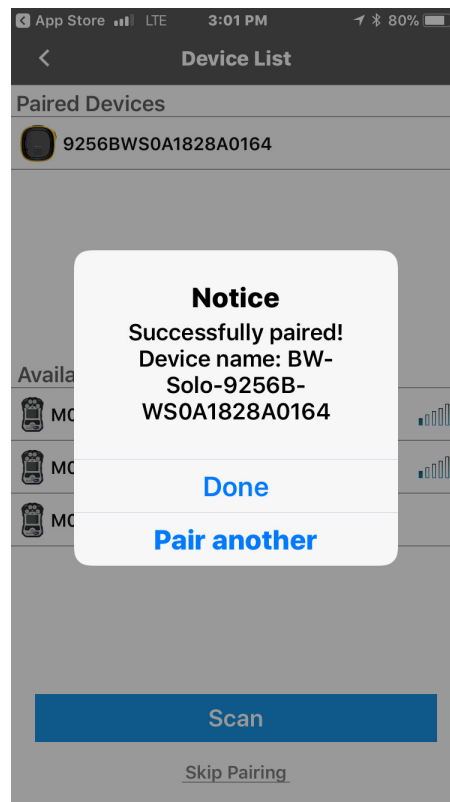 App Store LTE 3:01 PM 80%
Device List
Paired Devices
9256BWS0A1828A0164
Notice
Successfully paired!
Device name: BW-
Solo-9256B-
WS0A1828A0164
Done
Pair another
Scan
Skip Pairing